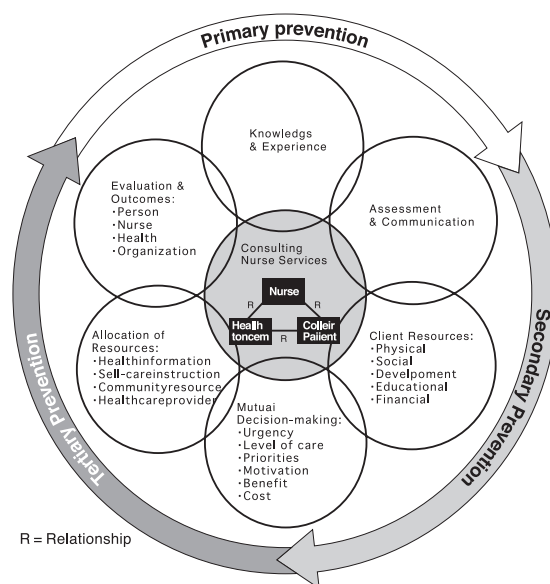 Primary prevention
Knowledgs
& Experience
Evaluation &
Outcomes:
・Person
・Nurse
・Health
・Organization
Assessment
& Communication
Consulting
Nurse Services
Nurse
R
R
Health
toncem
R
Colleir
Paiient
Allocation of
Resources:
・Healthinformation
・Sell-careinstruction
・Communityresource
・Healthcareprovider
Client Resources:
・Physical
・Social
・Develpoment
・Educational
・Financial
Mutuai
Decision-making:
・Urgency
・Level of care
・Priorities
・Motivation
・Benefit
・Cost
Secondary Prevention
Tertiary Prevention
R = Relationship